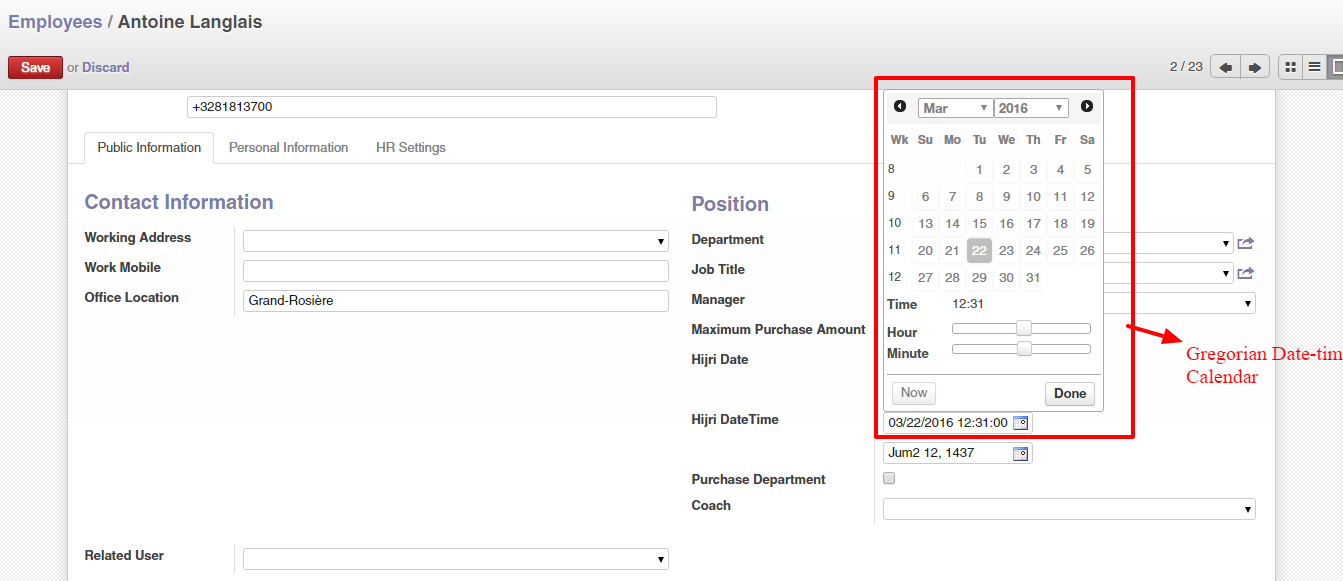 Employees / Antoine Langlais
Save or Discard
2 / 23
+3281813700
Public Information Personal Information HR Settings
Contact Information
Working Address
Work Mobile
Office Location Grand-Rosière
Related User
Position
Department
Job Title
Manager
Maximum Purchase Amount
Hijri Date
Hijri DateTime
Mar 2016
Wk Su Mo Tu We Th Fr Sa
8 1 2 3 4 5
9 6 7 8 9 10 11 12
10 13 14 15 16 17 18 19
11 20 21 22 23 24 25 26
12 27 28 29 30 31
Time 12:31
Hour
Minute
Now Done
03/22/2016 12:31:00
Jum2 12, 1437
Purchase Department
Coach
Gregorian Date-tim
Calendar